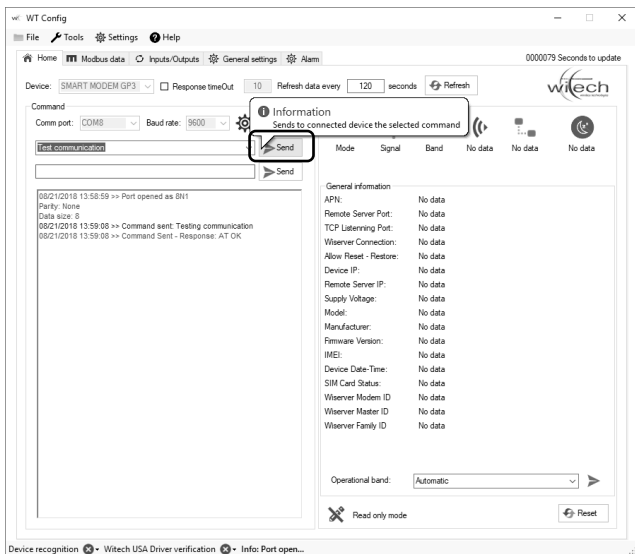 WT Config
File Tools Settings Help
Home Modbus data Inputs/Outputs General settings Alarm 0000079 Seconds to update
Device: SMART MODEM GP3 Response timeOut 10 Refresh data every 120 seconds Refresh
witech
Command
Comm port: COM8 Baud rate: 9600
Information
Sends to connected device the selected command
Test communication Send
Mode Signal Band No data No data No data
Send
08/21/2018 13:58:59 >> Port opened as 8N1
Parity: None
Data size: 8
08/21/2018 13:59:08 >> Command sent: Testing communication
08/21/2018 13:59:08 >> Command Sent - Response: AT OK
General information
APN: No data
Remote Server Port: No data
TCP Listenning Port: No data
Wiserver Connection: No data
Allow Reset - Restore: No data
Device IP: No data
Remote Server IP: No data
Supply Voltage: No data
Model: No data
Manufacturer: No data
Firmware Version: No data
IMEI: No data
Device Date-Time: No data
SIM Card Status: No data
Wiserver Modem ID No data
Wiserver Master ID No data
Wiserver Family ID No data
Operational band: Automatic
Read only mode Reset
Device recognition Witech USA Driver verification Info: Port open...